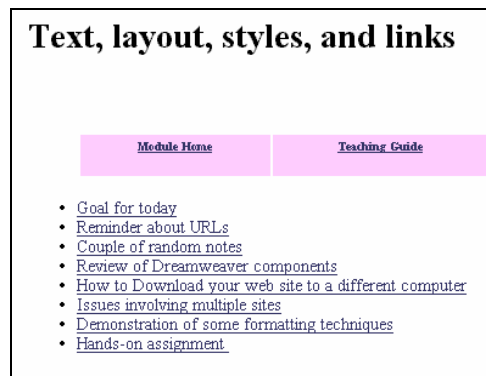 Text, layout, styles, and links
Module Home Teaching Guide
Goal for today
Reminder about URLs
Couple of random notes
Review of Dreamweaver components
How to Download your web site to a different computer
Issues involving multiple sites
Demonstration of some formatting techniques
Hands-on assignment